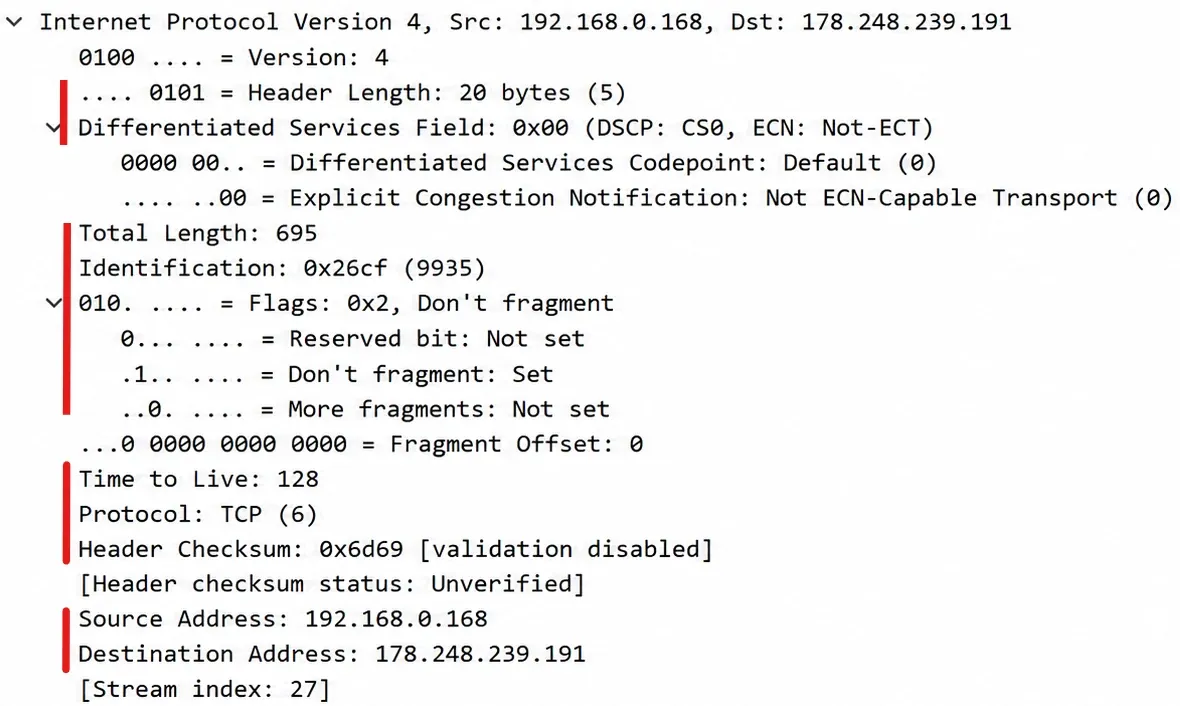 Internet Protocol Version 4, Src: 192.168.0.168, Dst: 178.248.239.191
0100 .... = Version: 4
.... 0101 = Header Length: 20 bytes (5)
Differentiated Services Field: 0x00 (DSCP: CS0, ECN: Not-ECT)
0000 00.. = Differentiated Services Codepoint: Default (0)
.... ..00 = Explicit Congestion Notification: Not ECN-Capable Transport (0)
Total Length: 695
Identification: 0x26cf (9935)
010. .... = Flags: 0x2, Don't fragment
0... .... = Reserved bit: Not set
.1.. .... = Don't fragment: Set
..0. .... = More fragments: Not set
...0 0000 0000 0000 = Fragment Offset: 0
Time to Live: 128
Protocol: TCP (6)
Header Checksum: 0x6d69 [validation disabled]
[Header checksum status: Unverified]
Source Address: 192.168.0.168
Destination Address: 178.248.239.191
[Stream index: 27]